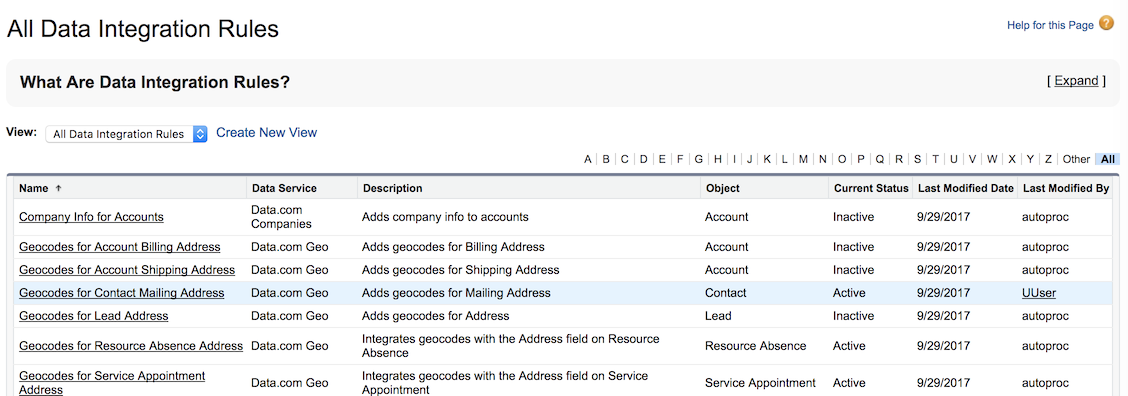 All Data Integration Rules
Help for this Page ?
What Are Data Integration Rules?
[ Expand ]
View: All Data Integration Rules Create New View
A | B | C | D | E | F | G | H | I | J | K | L | M | N | O | P | Q | R | S | T | U | V | W | X | Y | Z | Other All
Name ↑ Data Service Description Object Current Status Last Modified Date Last Modified By
Company Info for Accounts Data.com Companies Adds company info to accounts Account Inactive 9/29/2017 autoproc
Geocodes for Account Billing Address Data.com Geo Adds geocodes for Billing Address Account Inactive 9/29/2017 autoproc
Geocodes for Account Shipping Address Data.com Geo Adds geocodes for Shipping Address Account Inactive 9/29/2017 autoproc
Geocodes for Contact Mailing Address Data.com Geo Adds geocodes for Mailing Address Contact Active 9/29/2017 UUser
Geocodes for Lead Address Data.com Geo Adds geocodes for Address Lead Inactive 9/29/2017 autoproc
Geocodes for Resource Absence Address Data.com Geo Integrates geocodes with the Address field on Resource Absence Resource Absence Active 9/29/2017 autoproc
Geocodes for Service Appointment Address Data.com Geo Integrates geocodes with the Address field on Service Appointment Service Appointment Active 9/29/2017 autoproc